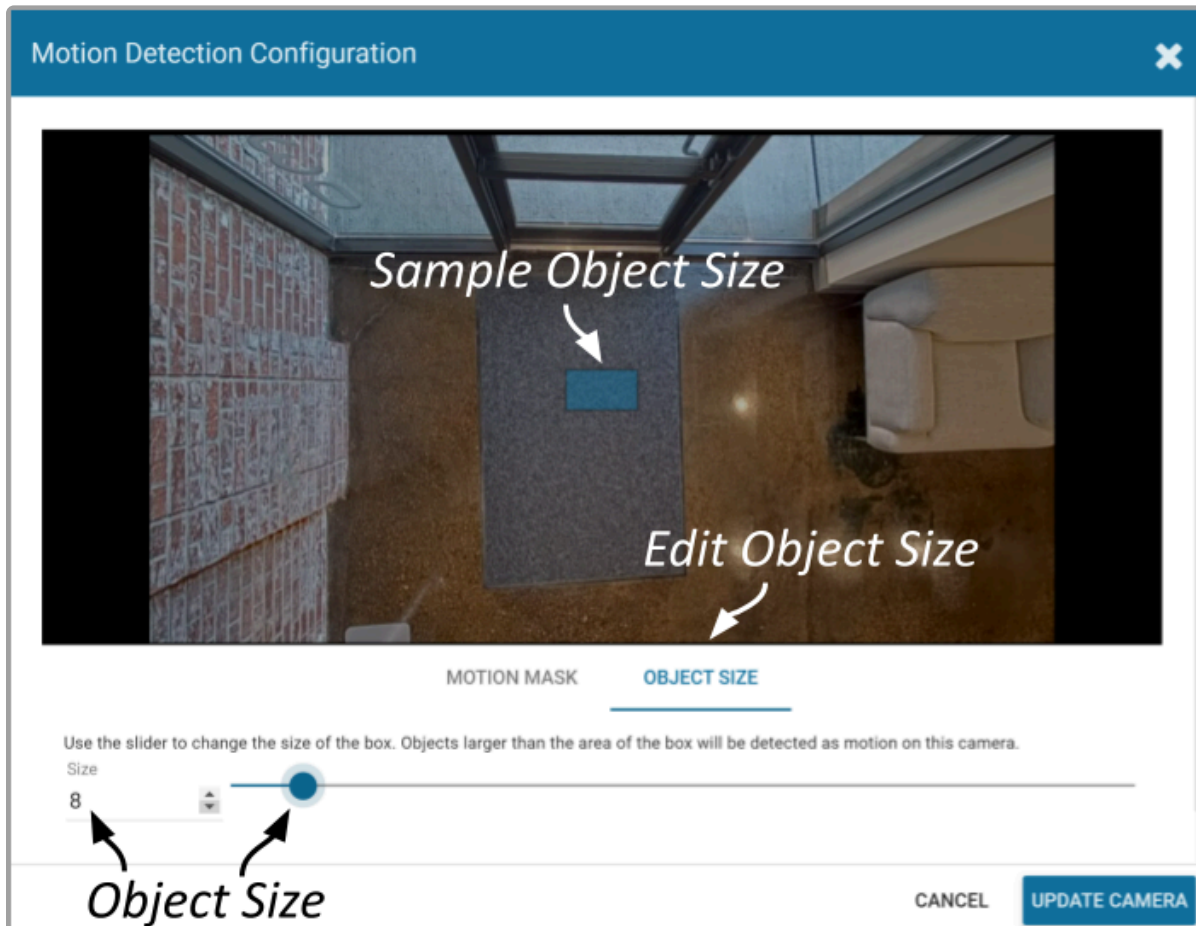 Motion Detection Configuration
Sample Object Size
Edit Object Size
MOTION MASK
OBJECT SIZE
Use the slider to change the size of the box. Objects larger than the area of the box will be detected as motion on this camera.
Size
8
Object Size
CANCEL
UPDATE CAMERA